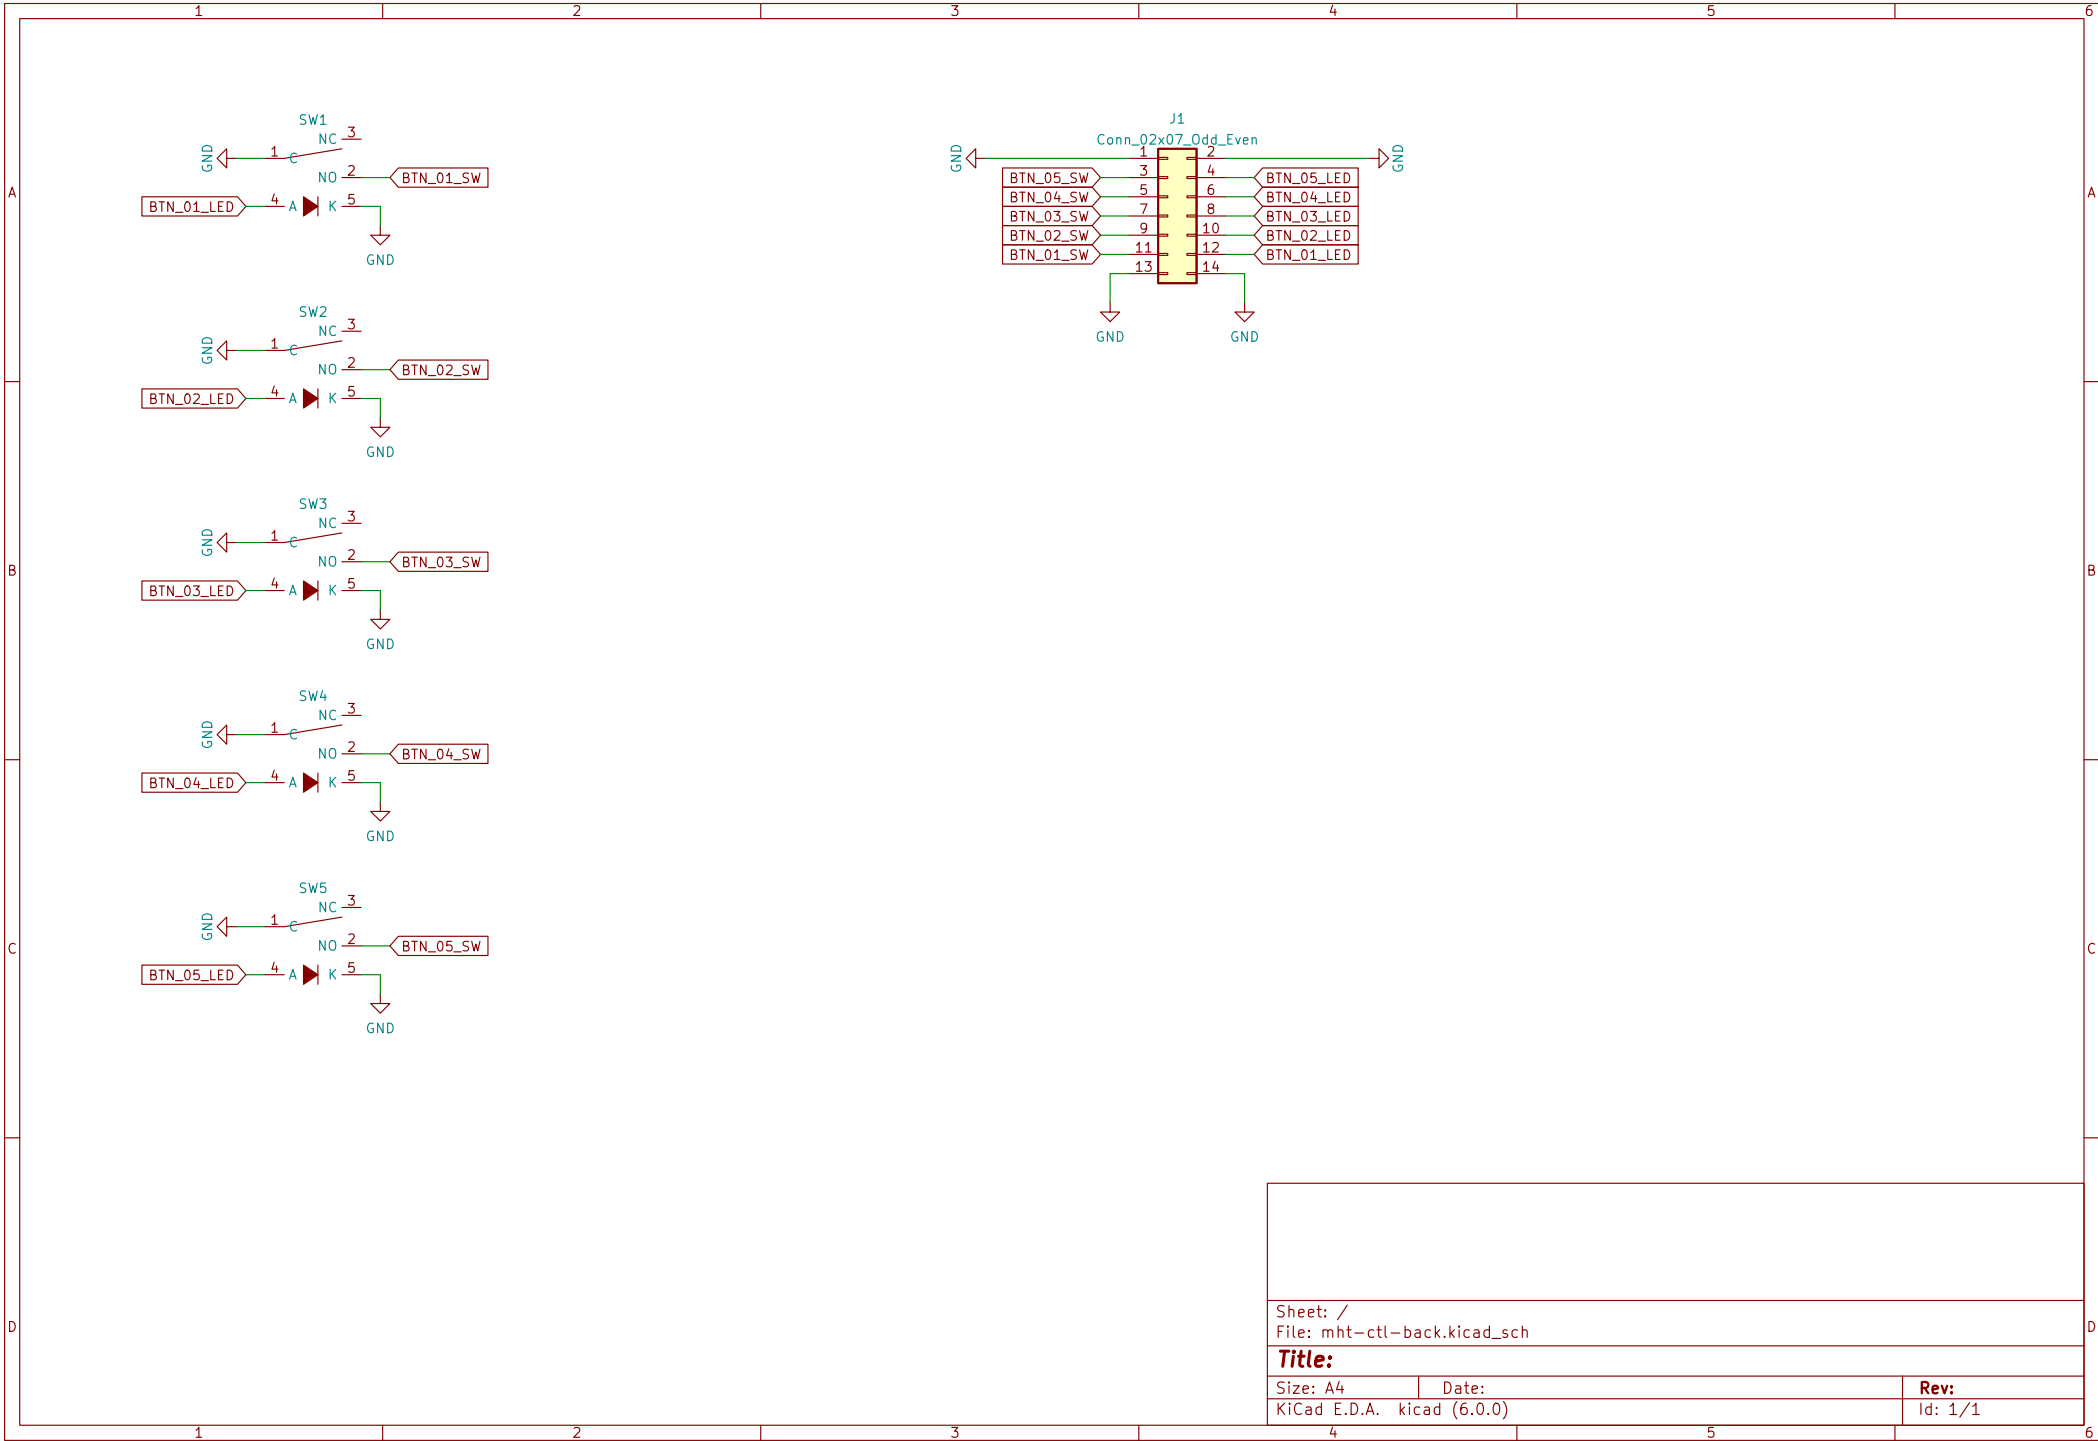 1 2 3 4 5 6
A
B
C
D
A
B
C
D
SW1
NC 3
GND 1 C
NO 2 BTN_01_SW
BTN_01_LED 4 A K 5
GND
SW2
NC 3
GND 1 C
NO 2 BTN_02_SW
BTN_02_LED 4 A K 5
GND
SW3
NC 3
GND 1 C
NO 2 BTN_03_SW
BTN_03_LED 4 A K 5
GND
SW4
NC 3
GND 1 C
NO 2 BTN_04_SW
BTN_04_LED 4 A K 5
GND
SW5
NC 3
GND 1 C
NO 2 BTN_05_SW
BTN_05_LED 4 A K 5
GND
J1
Conn_02x07_Odd_Even
GND 1 2 GND
BTN_05_SW 3 4 BTN_05_LED
BTN_04_SW 5 6 BTN_04_LED
BTN_03_SW 7 8 BTN_03_LED
BTN_02_SW 9 10 BTN_02_LED
BTN_01_SW 11 12 BTN_01_LED
13 14
GND GND
Sheet: /
File: mht-ctl-back.kicad_sch
Title:
Size: A4 Date: Rev:
KiCad E.D.A. kicad (6.0.0) Id: 1/1
1 2 3 4 5 6